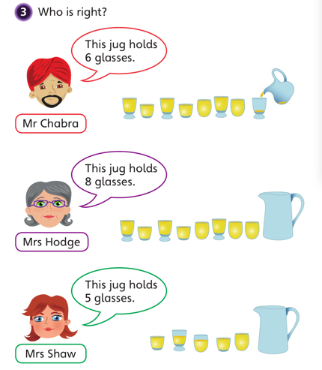 3 Who is right?
This jug holds
6 glasses.
Mr Chabra
This jug holds
8 glasses.
Mrs Hodge
This jug holds
5 glasses.
Mrs Shaw